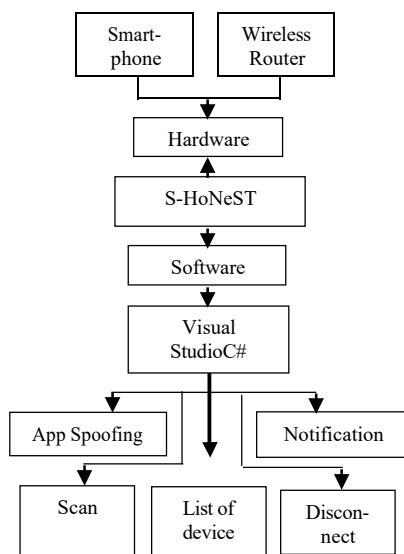 Smart-
phone
Wireless
Router
Hardware
S-HoNeST
Software
Visual
StudioC#
App Spoofing
Notification
Scan
List of
device
Discon-
nect